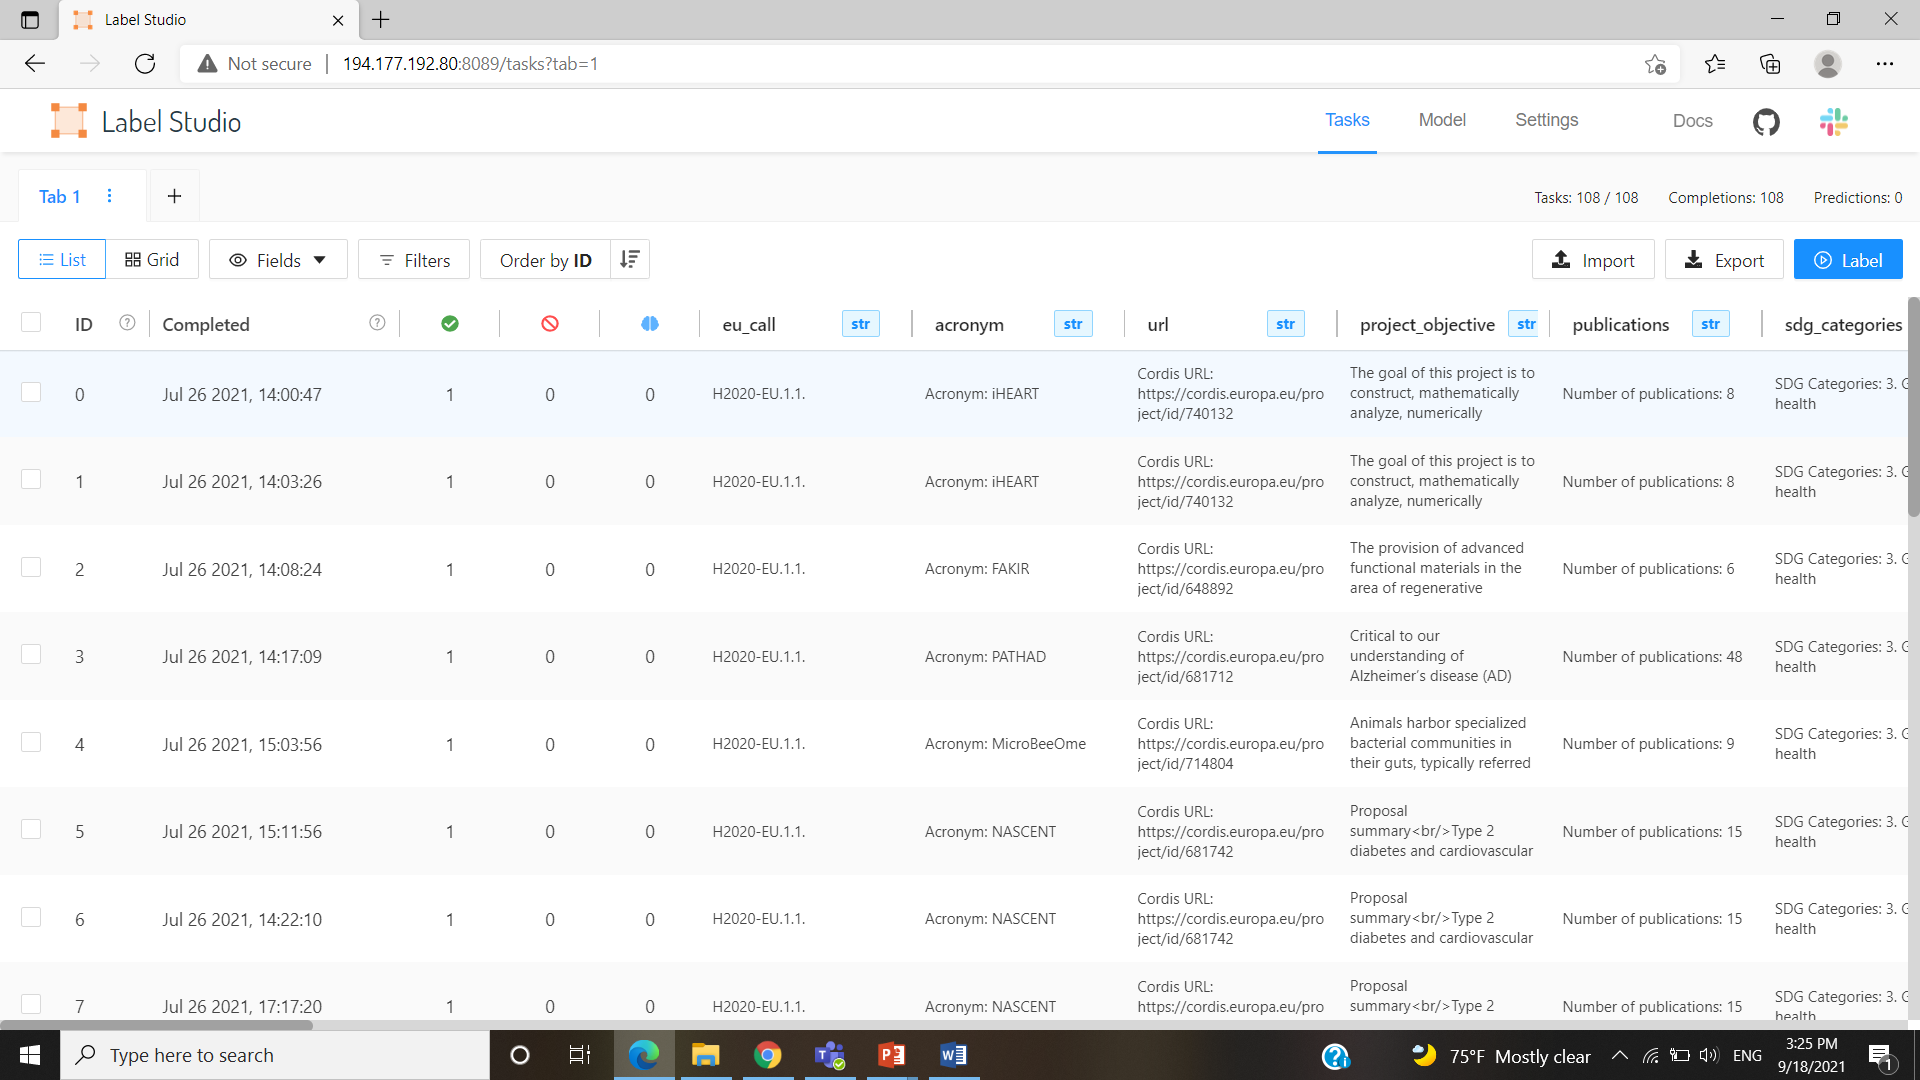 Label Studio
Not secure
194.177.192.80:8089/tasks?tab=1
Label Studio
Tasks
Model
Settings
Docs
Tab 1
Tasks: 108 / 108
Completions: 108
Predictions: 0
List
Grid
Fields
Filters
Order by ID
Import
Export
Label
ID
Completed
eu_call
str
acronym
str
url
str
project_objective
str
publications
str
sdg_categories
0
Jul 26 2021, 14:00:47
1
0
0
H2020-EU.1.1.
Acronym: iHEART
Cordis URL:
https://cordis.europa.eu/pro
ject/id/740132
The goal of this project is to
construct, mathematically
analyze, numerically
Number of publications: 8
SDG Categories: 3. G
health
1
Jul 26 2021, 14:03:26
1
0
0
H2020-EU.1.1.
Acronym: iHEART
Cordis URL:
https://cordis.europa.eu/pro
ject/id/740132
The goal of this project is to
construct, mathematically
analyze, numerically
Number of publications: 8
SDG Categories: 3. G
health
2
Jul 26 2021, 14:08:24
1
0
0
H2020-EU.1.1.
Acronym: FAKIR
Cordis URL:
https://cordis.europa.eu/pro
ject/id/648892
The provision of advanced
functional materials in the
area of regenerative
Number of publications: 6
SDG Categories: 3. G
health
3
Jul 26 2021, 14:17:09
1
0
0
H2020-EU.1.1.
Acronym: PATHAD
Cordis URL:
https://cordis.europa.eu/pro
ject/id/681712
Critical to our
understanding of
Alzheimer's disease (AD)
Number of publications: 48
SDG Categories: 3. G
health
4
Jul 26 2021, 15:03:56
1
0
0
H2020-EU.1.1.
Acronym: MicroBeeOme
Cordis URL:
https://cordis.europa.eu/pro
ject/id/714804
Animals harbor specialized
bacterial communities in
their guts, typically referred
Number of publications: 9
SDG Categories: 3. G
health
5
Jul 26 2021, 15:11:56
1
0
0
H2020-EU.1.1.
Acronym: NASCENT
Cordis URL:
https://cordis.europa.eu/pro
ject/id/681742
Proposal
summary<br/>Type 2
diabetes and cardiovascular
Number of publications: 15
SDG Categories: 3. G
health
6
Jul 26 2021, 14:22:10
1
0
0
H2020-EU.1.1.
Acronym: NASCENT
Cordis URL:
https://cordis.europa.eu/pro
ject/id/681742
Proposal
summary<br/>Type 2
diabetes and cardiovascular
Number of publications: 15
SDG Categories: 3. G
health
7
Jul 26 2021, 17:17:20
1
0
0
H2020-EU.1.1.
Acronym: NASCENT
Cordis URL:
https://cordis.europa.eu/pro
Proposal
summary<br/>Type 2
Number of publications: 15
SDG Categories: 3. G
health
Type here to search
75°F Mostly clear
ENG
3:25 PM
9/18/2021
1